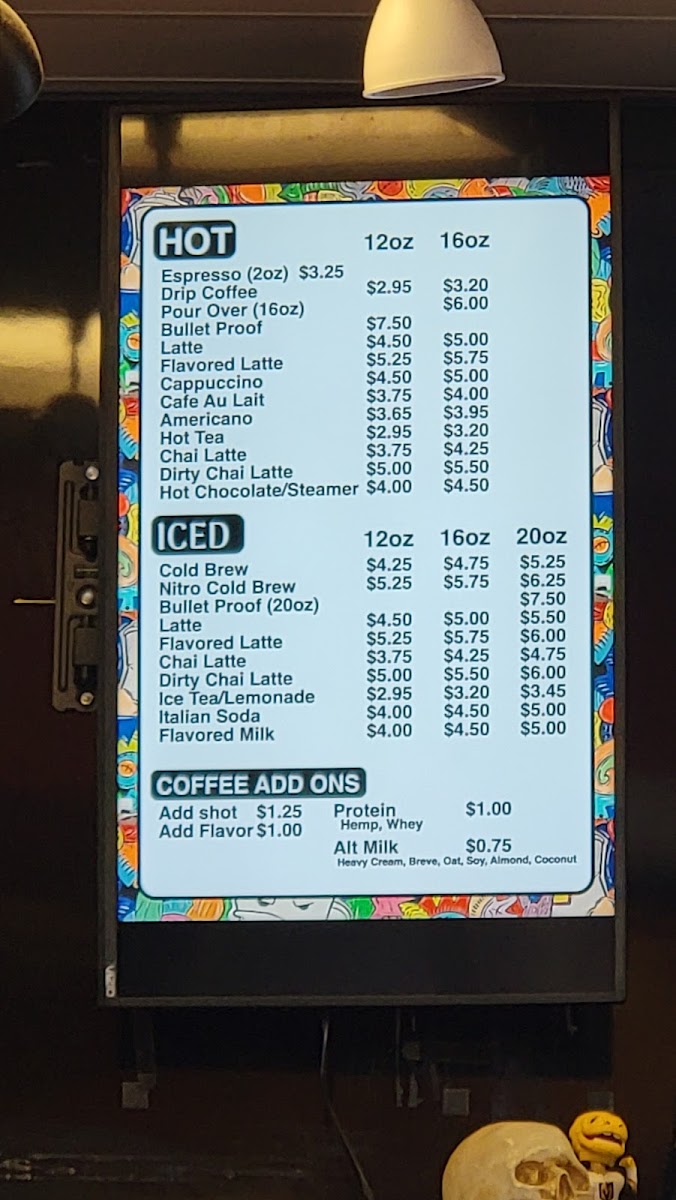 HOT 12oz 16oz
Espresso (2oz) $3.25
Drip Coffee $2.95 $3.20
Pour Over (16oz) $6.00
Bullet Proof $7.50
Latte $4.50 $5.00
Flavored Latte $5.25 $5.75
Cappuccino $4.50 $5.00
Cafe Au Lait $3.75 $4.00
Americano $3.65 $3.95
Hot Tea $2.95 $3.20
Chai Latte $3.75 $4.25
Dirty Chai Latte $5.00 $5.50
Hot Chocolate/Steamer $4.00 $4.50
ICED 12oz 16oz 20oz
Cold Brew $4.25 $4.75 $5.25
Nitro Cold Brew $5.25 $5.75 $6.25
Bullet Proof (20oz) $7.50
Latte $4.50 $5.00 $5.50
Flavored Latte $5.25 $5.75 $6.00
Chai Latte $3.75 $4.25 $4.75
Dirty Chai Latte $5.00 $5.50 $6.00
Ice Tea/Lemonade $2.95 $3.20 $3.45
Italian Soda $4.00 $4.50 $5.00
Flavored Milk $4.00 $4.50 $5.00
COFFEE ADD ONS
Add shot $1.25 Protein $1.00
Add Flavor $1.00 Hemp, Whey
Alt Milk $0.75
Heavy Cream, Breve, Oat, Soy, Almond, Coconut